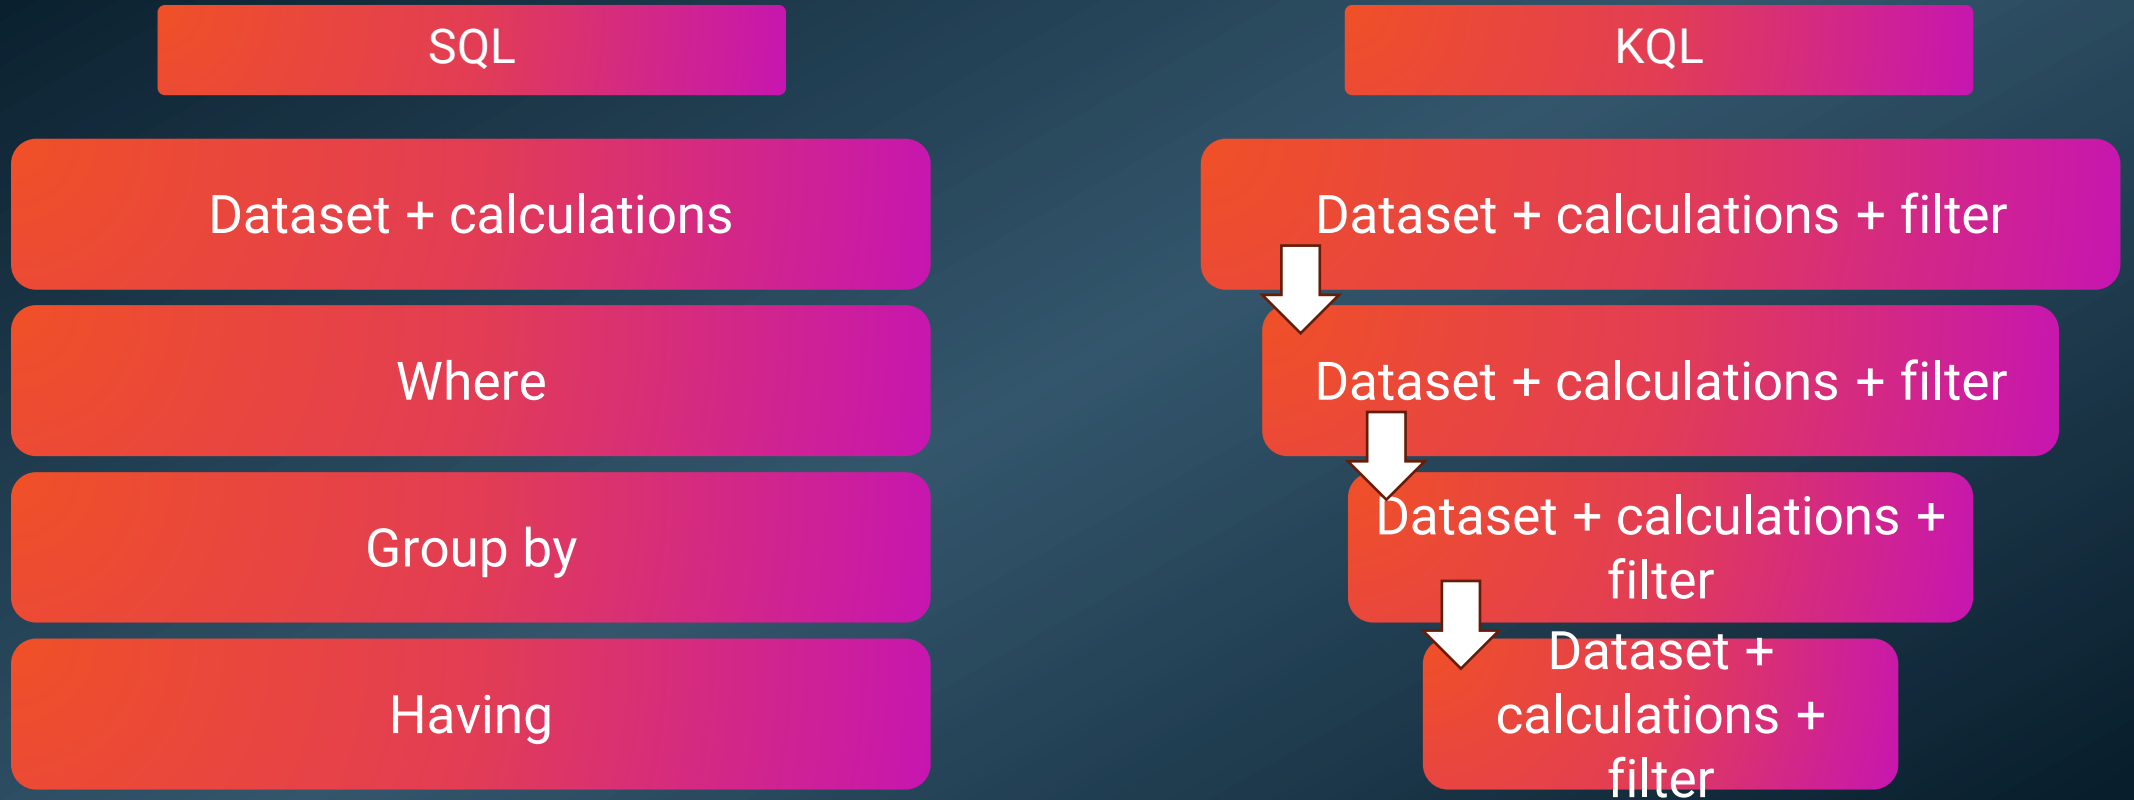 SQL
Dataset + calculations
Where
Group by
Having
KQL
Dataset + calculations + filter
Dataset + calculations + filter
Dataset + calculations +
filter
Dataset +
calculations +
filter